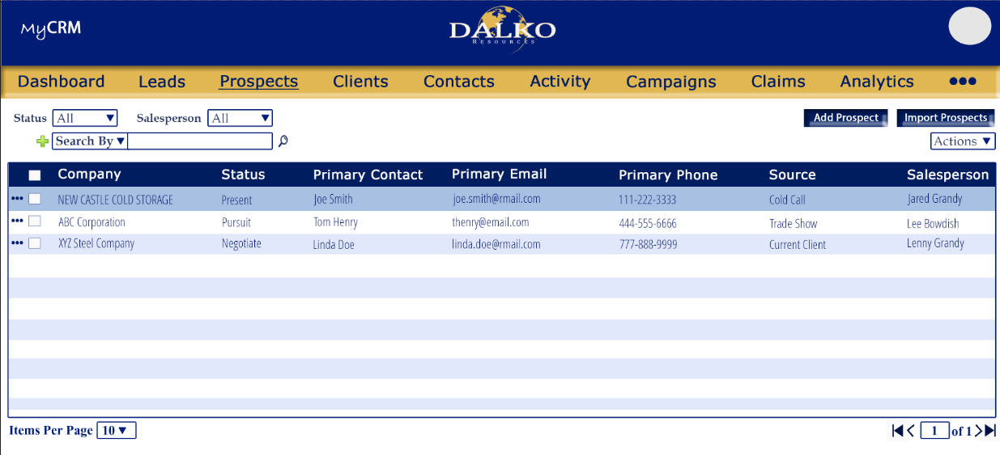 MyCRM
DALKO
RESOURCES
Dashboard Leads Prospects Clients Contacts Activity Campaigns Claims Analytics •••
Status All ▼ Salesperson All ▼ Add Prospect Import Prospects
Search By ▼ Actions ▼
Company Status Primary Contact Primary Email Primary Phone Source Salesperson
••• NEW CASTLE COLD STORAGE Present Joe Smith joe.smith@rmail.com 111-222-3333 Cold Call Jared Grandy
••• ABC Corporation Pursuit Tom Henry thenry@email.com 444-555-6666 Trade Show Lee Bowdish
••• XYZ Steel Company Negotiate Linda Doe linda.doe@rmail.com 777-888-9999 Current Client Lenny Grandy
Items Per Page 10 ▼ 1 of 1